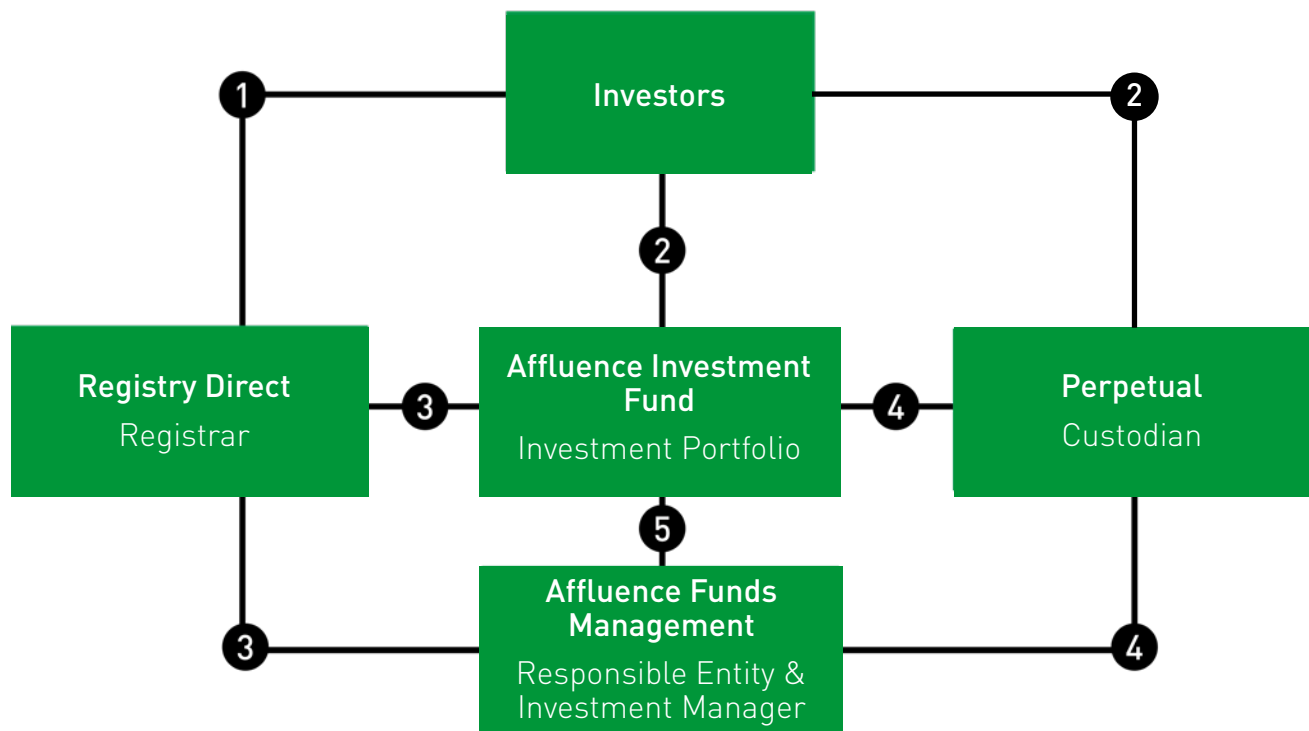 Investors
1
2
2
Registry Direct
Registrar
3
Affluence Investment
Fund
Investment Portfolio
4
Perpetual
Custodian
5
Affluence Funds
Management
Responsible Entity &
Investment Manager
3
4